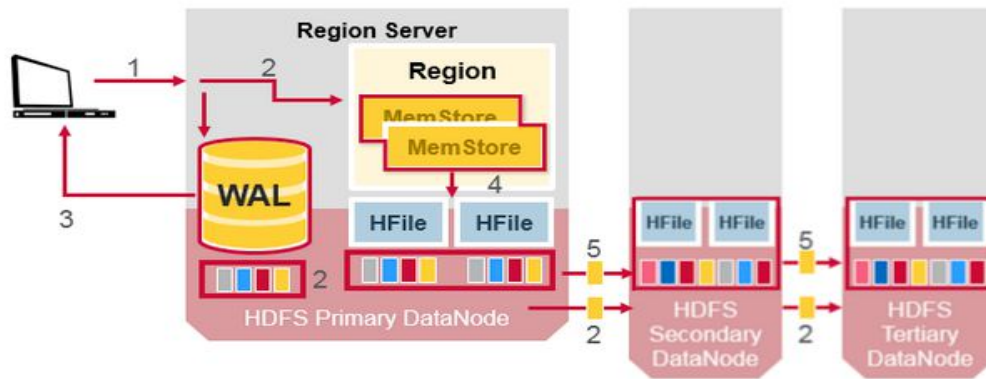 Region Server
1
2
Region
MemStore
MemStore
WAL
3
4
HFile
HFile
2
HDFS Primary DataNode
5
2
HFile
HFile
HDFS
Secondary
DataNode
5
2
HFile
HFile
HDFS
Tertiary
DataNode